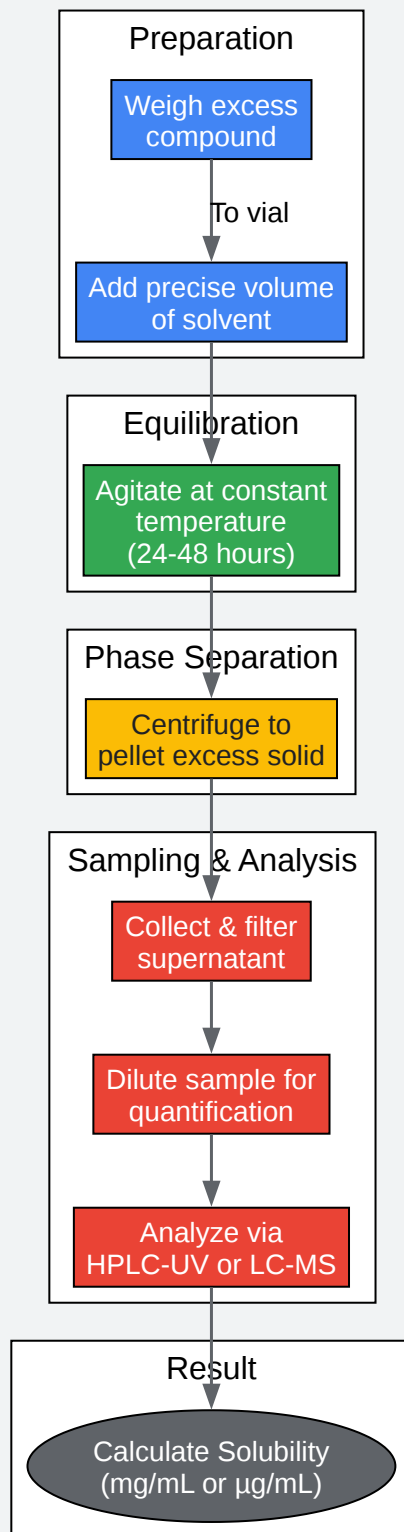 Preparation
Weigh excess
compound
To vial
Add precise volume
of solvent
Equilibration
Agitate at constant
temperature
(24-48 hours)
Phase Separation
Centrifuge to
pellet excess solid
Sampling & Analysis
Collect & filter
supernatant
Dilute sample for
quantification
Analyze via
HPLC-UV or LC-MS
Result
Calculate Solubility
(mg/mL or µg/mL)